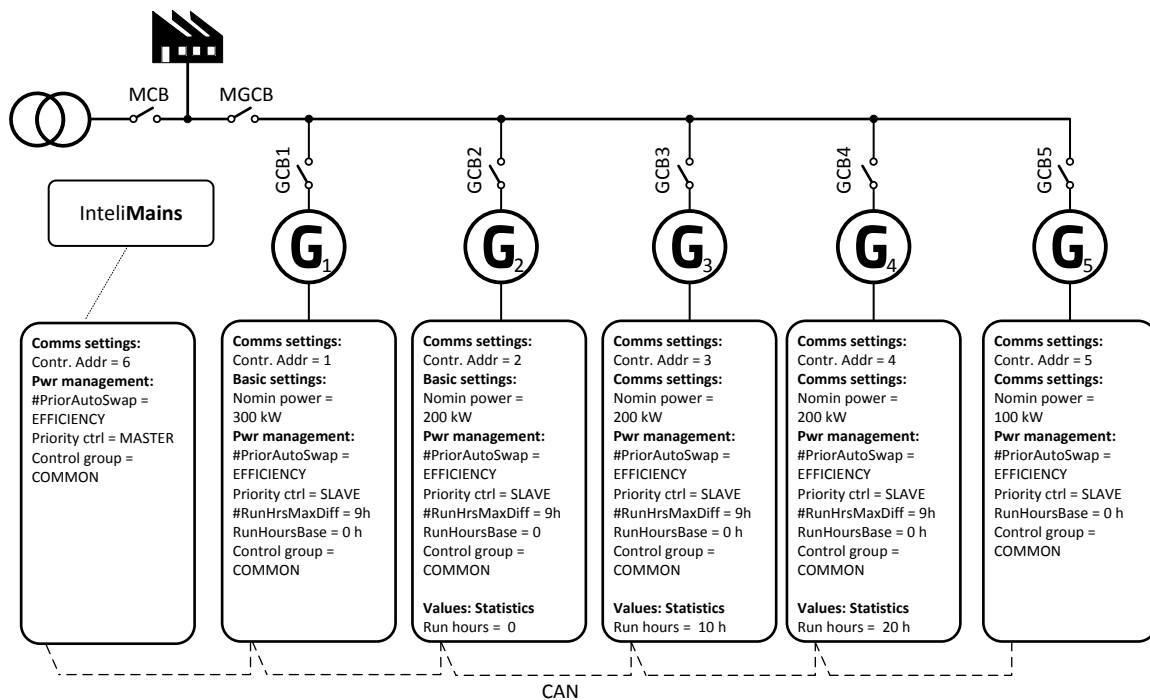 MCB
MGCB
GCB1
GCB2
GCB3
GCB4
GCB5
InteliMains
G1
G2
G3
G4
G5
Comms settings:
Contr. Addr = 6
Pwr management:
#PriorAutoSwap =
EFFICIENCY
Priority ctrl = MASTER
Control group =
COMMON
Comms settings:
Contr. Addr = 1
Basic settings:
Nomin power =
300 kW
Pwr management:
#PriorAutoSwap =
EFFICIENCY
Priority ctrl = SLAVE
#RunHrsMaxDiff = 9h
RunHoursBase = 0 h
Control group =
COMMON
Comms settings:
Contr. Addr = 2
Basic settings:
Nomin power =
200 kW
Pwr management:
#PriorAutoSwap =
EFFICIENCY
Priority ctrl = SLAVE
#RunHrsMaxDiff = 9h
RunHoursBase = 0
Control group =
COMMON
Values: Statistics
Run hours = 0
Comms settings:
Contr. Addr = 3
Comms settings:
Nomin power =
200 kW
Pwr management:
#PriorAutoSwap =
EFFICIENCY
Priority ctrl = SLAVE
#RunHrsMaxDiff = 9h
RunHoursBase = 0 h
Control group =
COMMON
Values: Statistics
Run hours = 10 h
Comms settings:
Contr. Addr = 4
Comms settings:
Nomin power =
200 kW
Pwr management:
#PriorAutoSwap =
EFFICIENCY
Priority ctrl = SLAVE
#RunHrsMaxDiff = 9h
RunHoursBase = 0 h
Control group =
COMMON
Values: Statistics
Run hours = 20 h
Comms settings:
Contr. Addr = 5
Comms settings:
Nomin power =
100 kW
Pwr management:
#PriorAutoSwap =
EFFICIENCY
Priority ctrl = SLAVE
RunHoursBase = 0 h
Control group =
COMMON
CAN